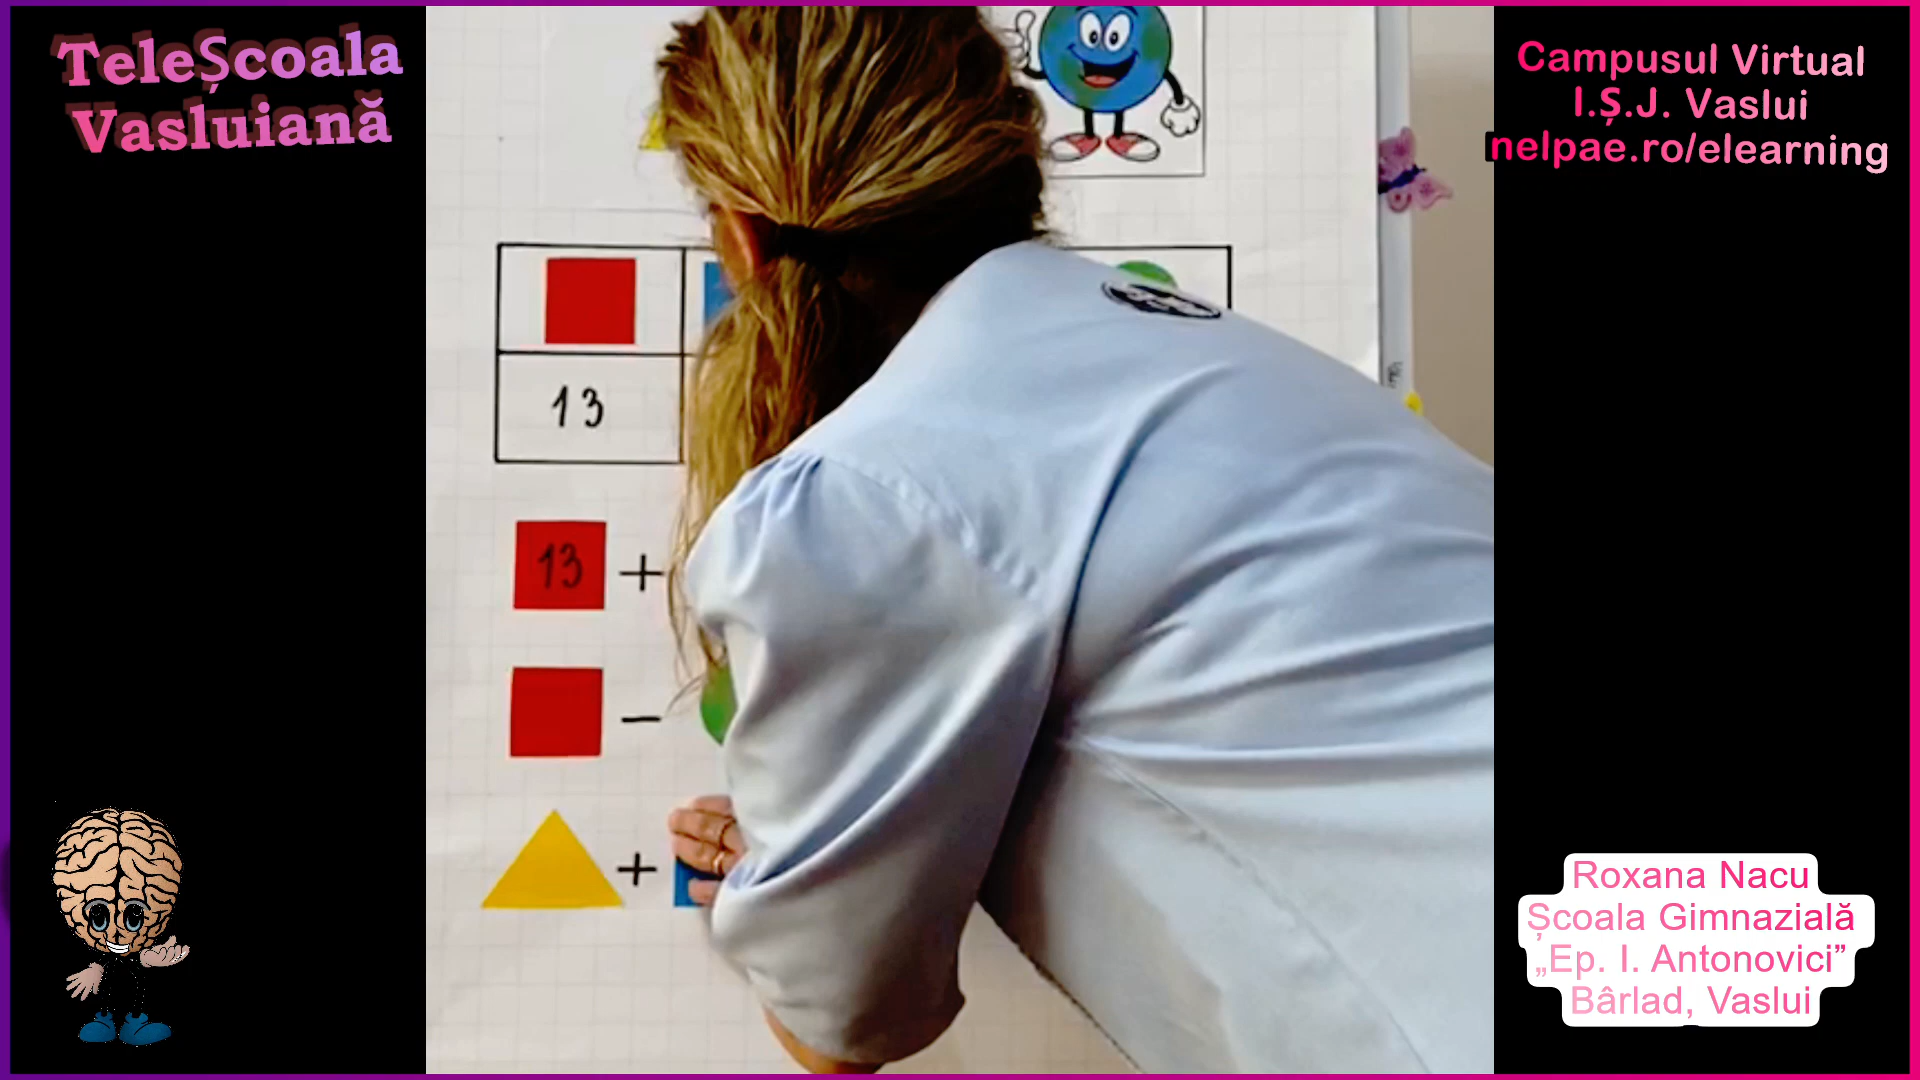 TeleȘcoala
Vasluiană
Campusul Virtual
I.Ș.J. Vaslui
nelpae.ro/elearning
13
13 +
−
+
Roxana Nacu
Școala Gimnazială
„Ep. I. Antonovici”
Bârlad, Vaslui